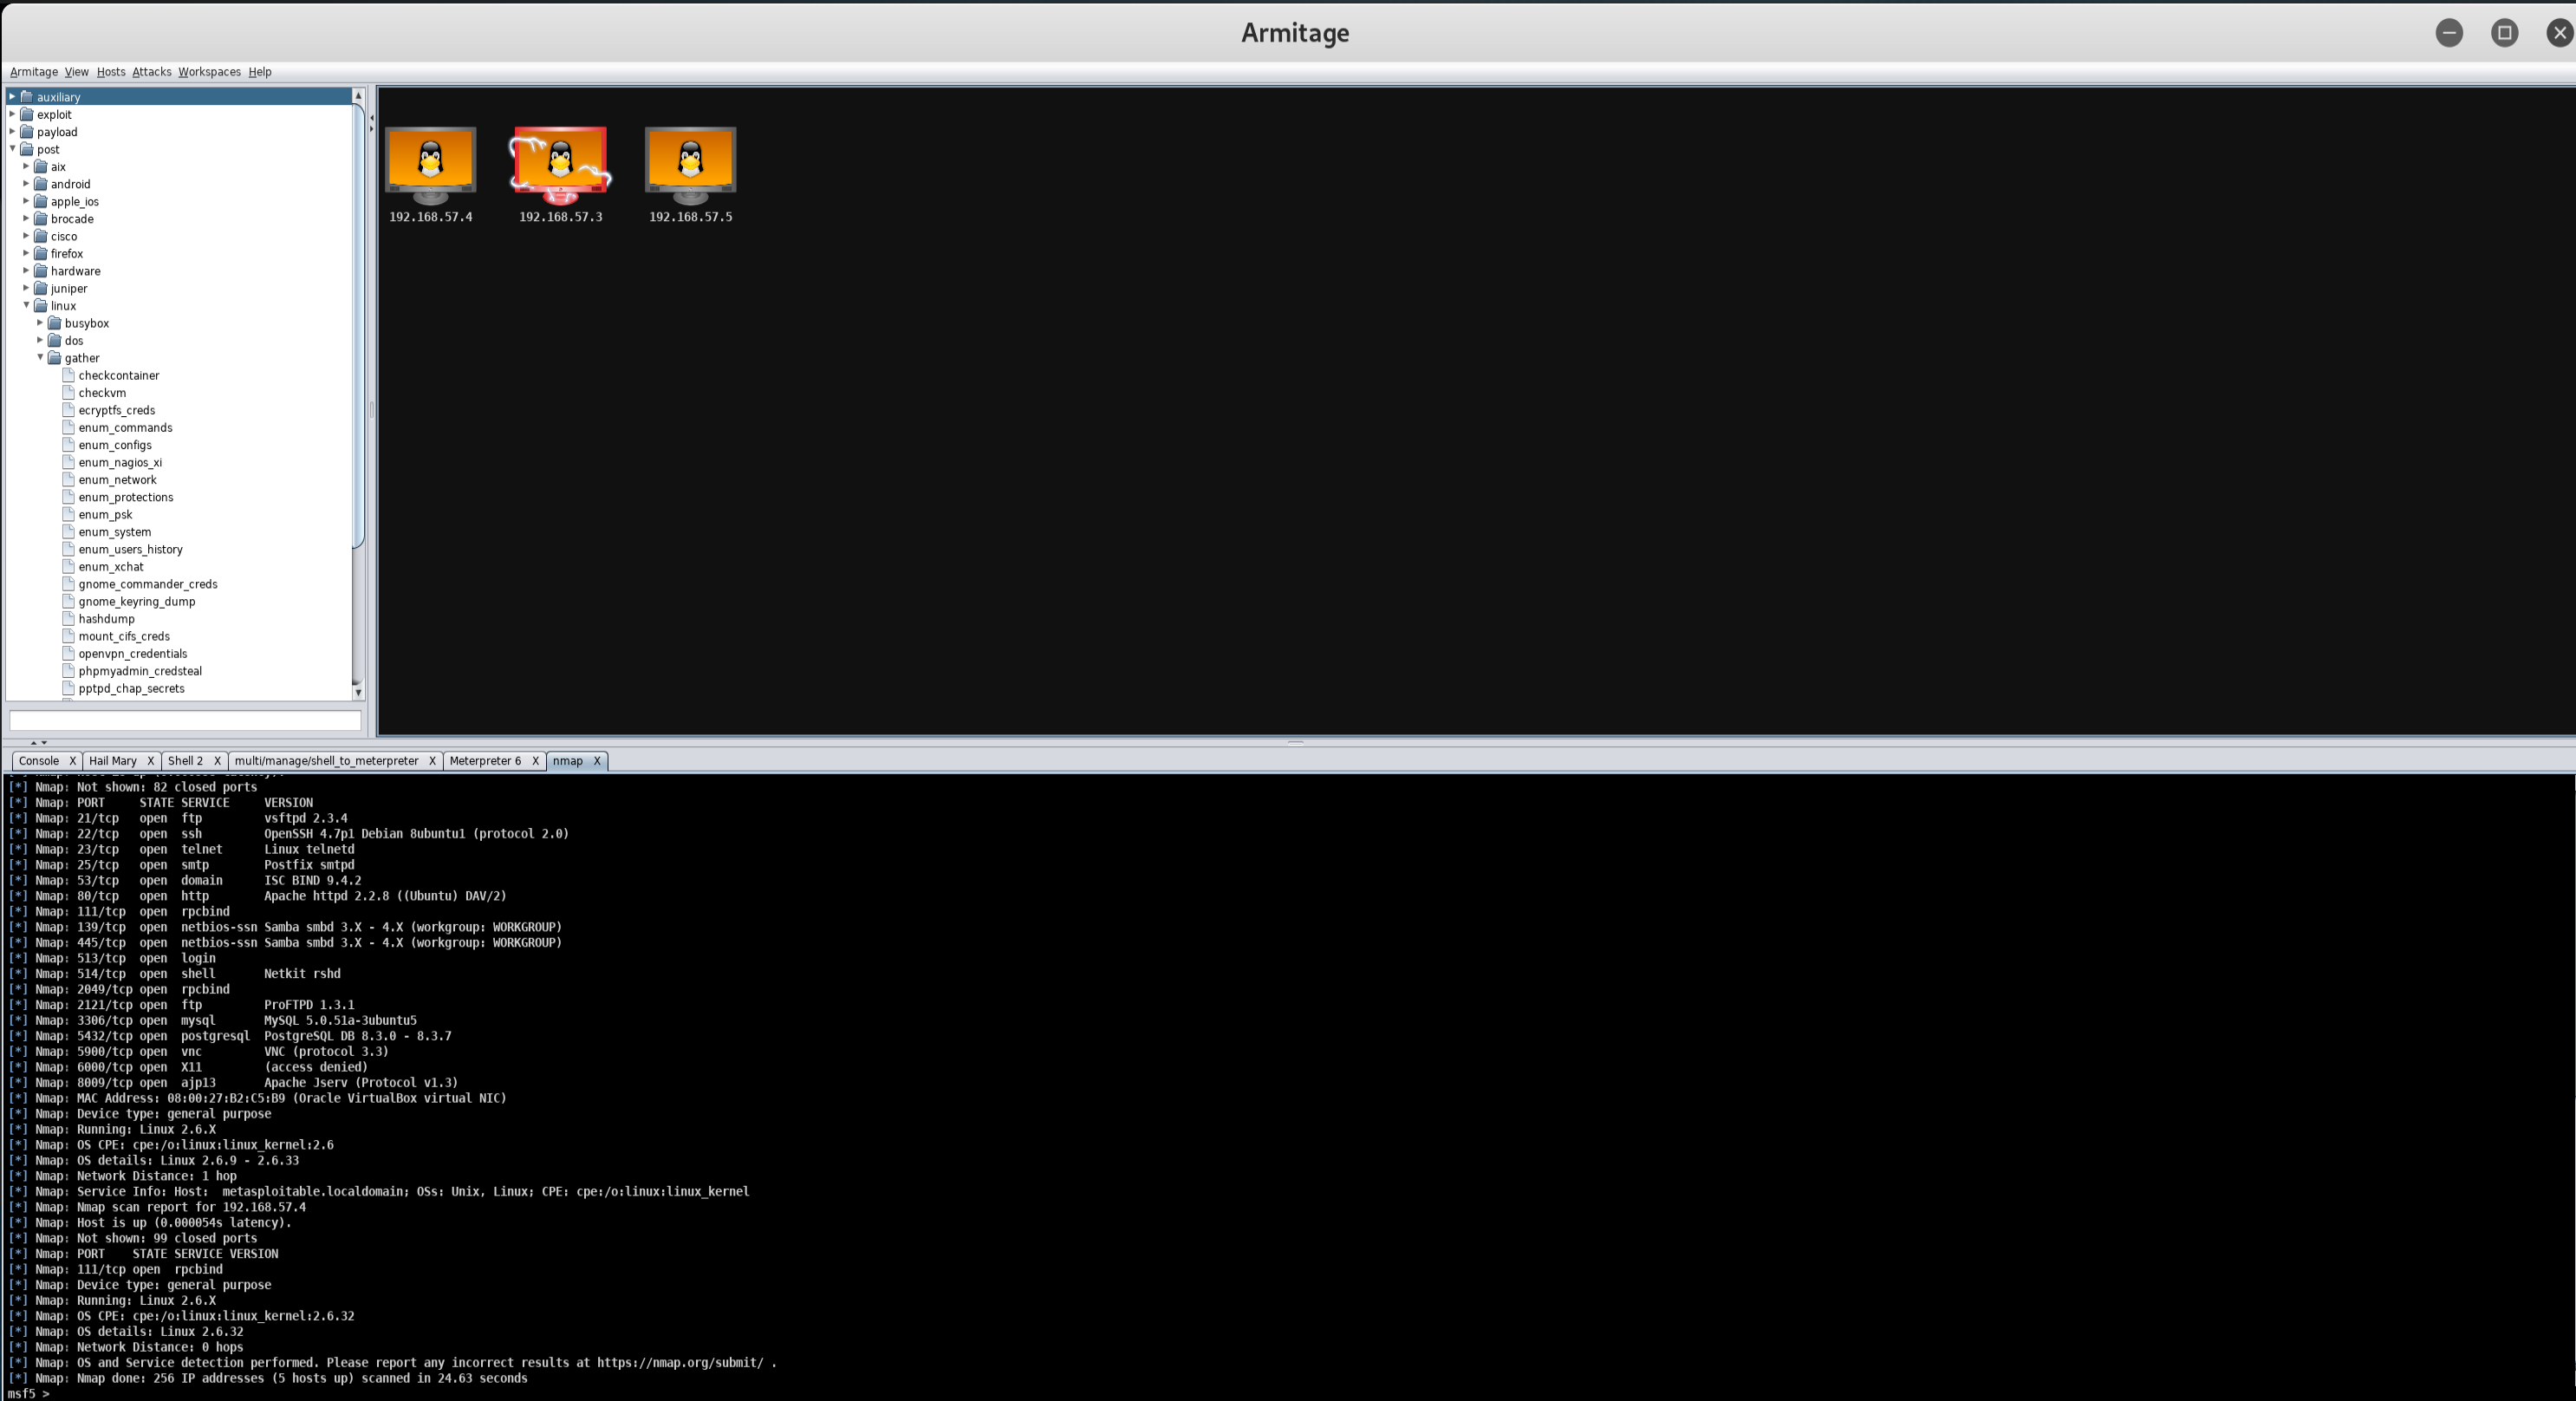 Armitage
Armitage View Hosts Attacks Workspaces Help
auxiliary
exploit
payload
post
aix
android
apple_ios
brocade
cisco
firefox
hardware
juniper
linux
busybox
dos
gather
checkcontainer
checkvm
ecryptfs_creds
enum_commands
enum_configs
enum_nagios_xi
enum_network
enum_protections
enum_psk
enum_system
enum_users_history
enum_xchat
gnome_commander_creds
gnome_keyring_dump
hashdump
mount_cifs_creds
openvpn_credentials
phpmyadmin_credsteal
pptpd_chap_secrets
192.168.57.4 192.168.57.3 192.168.57.5
Console X Hail Mary X Shell 2 X multi/manage/shell_to_meterpreter X Meterpreter 6 X nmap X
[*] Nmap: Not shown: 82 closed ports
[*] Nmap: PORT     STATE SERVICE     VERSION
[*] Nmap: 21/tcp   open  ftp         vsftpd 2.3.4
[*] Nmap: 22/tcp   open  ssh         OpenSSH 4.7p1 Debian 8ubuntu1 (protocol 2.0)
[*] Nmap: 23/tcp   open  telnet      Linux telnetd
[*] Nmap: 25/tcp   open  smtp        Postfix smtpd
[*] Nmap: 53/tcp   open  domain      ISC BIND 9.4.2
[*] Nmap: 80/tcp   open  http        Apache httpd 2.2.8 ((Ubuntu) DAV/2)
[*] Nmap: 111/tcp  open  rpcbind
[*] Nmap: 139/tcp  open  netbios-ssn Samba smbd 3.X - 4.X (workgroup: WORKGROUP)
[*] Nmap: 445/tcp  open  netbios-ssn Samba smbd 3.X - 4.X (workgroup: WORKGROUP)
[*] Nmap: 513/tcp  open  login
[*] Nmap: 514/tcp  open  shell       Netkit rshd
[*] Nmap: 2049/tcp open  rpcbind
[*] Nmap: 2121/tcp open  ftp         ProFTPD 1.3.1
[*] Nmap: 3306/tcp open  mysql       MySQL 5.0.51a-3ubuntu5
[*] Nmap: 5432/tcp open  postgresql  PostgreSQL DB 8.3.0 - 8.3.7
[*] Nmap: 5900/tcp open  vnc         VNC (protocol 3.3)
[*] Nmap: 6000/tcp open  X11         (access denied)
[*] Nmap: 8009/tcp open  ajp13       Apache Jserv (Protocol v1.3)
[*] Nmap: MAC Address: 08:00:27:B2:C5:B9 (Oracle VirtualBox virtual NIC)
[*] Nmap: Device type: general purpose
[*] Nmap: Running: Linux 2.6.X
[*] Nmap: OS CPE: cpe:/o:linux:linux_kernel:2.6
[*] Nmap: OS details: Linux 2.6.9 - 2.6.33
[*] Nmap: Network Distance: 1 hop
[*] Nmap: Service Info: Host:  metasploitable.localdomain; OSs: Unix, Linux; CPE: cpe:/o:linux:linux_kernel
[*] Nmap: Nmap scan report for 192.168.57.4
[*] Nmap: Host is up (0.000054s latency).
[*] Nmap: Not shown: 99 closed ports
[*] Nmap: PORT    STATE SERVICE VERSION
[*] Nmap: 111/tcp open  rpcbind
[*] Nmap: Device type: general purpose
[*] Nmap: Running: Linux 2.6.X
[*] Nmap: OS CPE: cpe:/o:linux:linux_kernel:2.6.32
[*] Nmap: OS details: Linux 2.6.32
[*] Nmap: Network Distance: 0 hops
[*] Nmap: OS and Service detection performed. Please report any incorrect results at https://nmap.org/submit/ .
[*] Nmap: Nmap done: 256 IP addresses (5 hosts up) scanned in 24.63 seconds
msf5 >